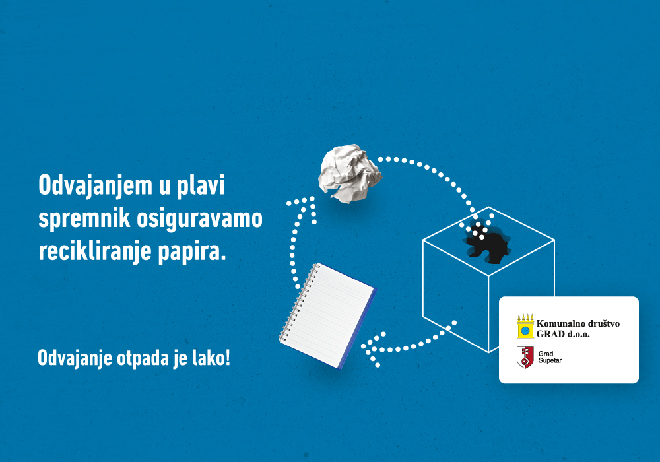 Odvajanjem u plavi
spremnik osiguravamo
recikliranje papira.
Odvajanje otpada je lako!
Komunalno društvo
GRAD d.o.o.
Grad
Supetar